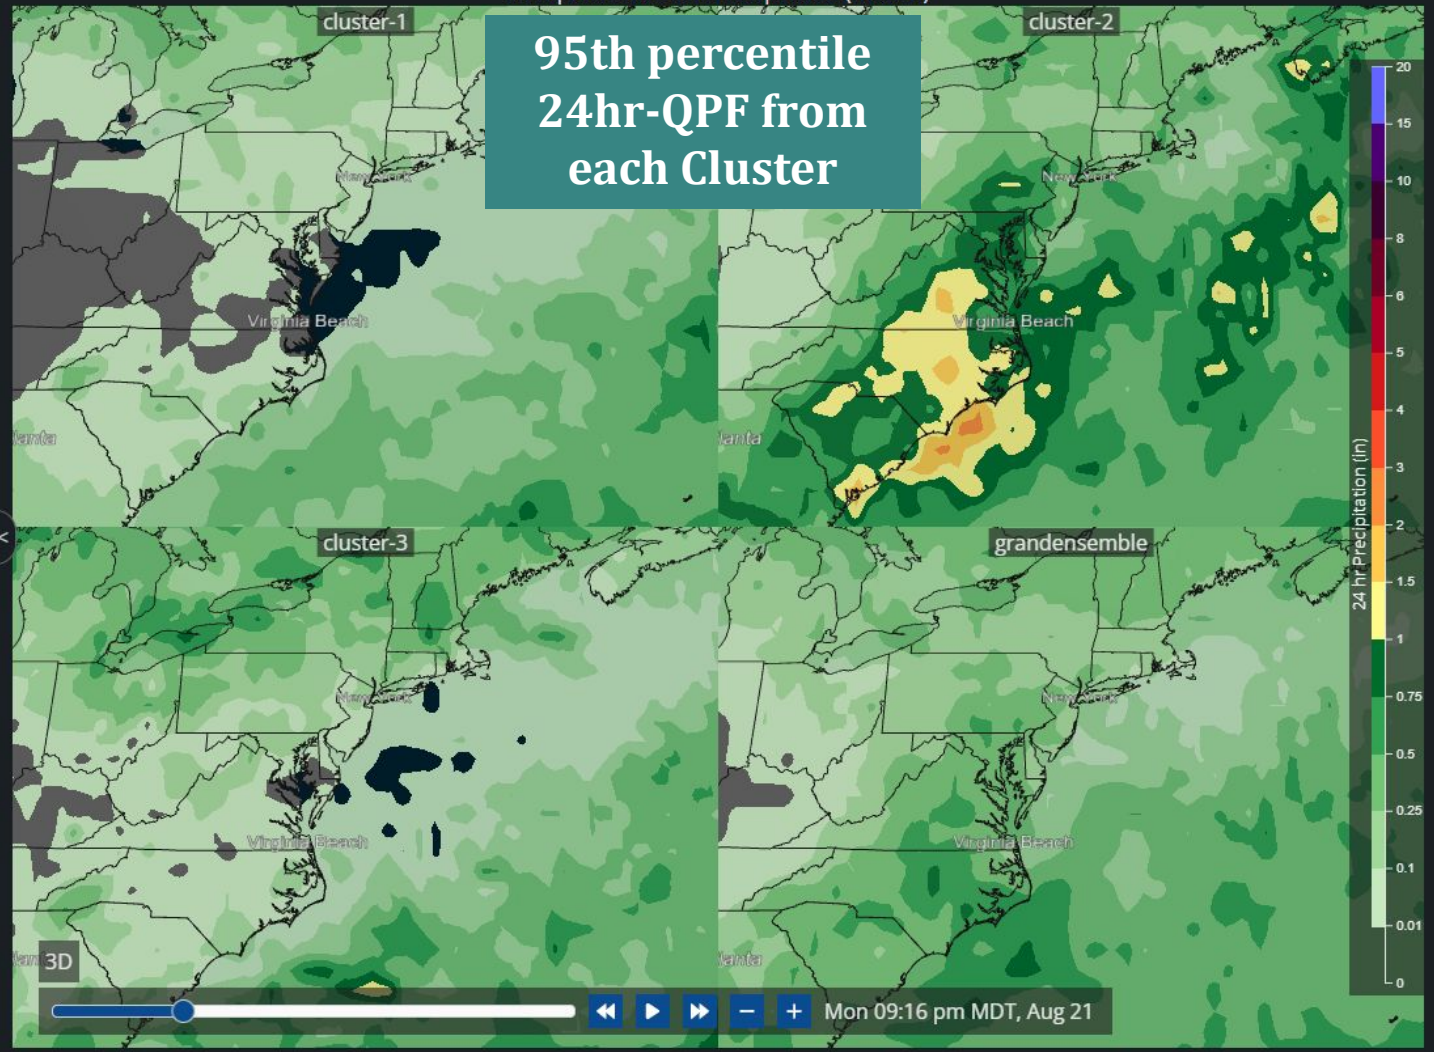 cluster-1
95th percentile
24hr-QPF from
each Cluster
cluster-2
New York
Virginia Beach
lanta
New York
Virginia Beach
lanta
cluster-3
New York
Virginia Beach
3D
grandensemble
New York
Virginia Beach
lanta
24 hr Precipitation (in)
20
15
10
8
6
5
4
3
2
1.5
1
0.75
0.5
0.25
0.1
0.01
0
Mon 09:16 pm MDT, Aug 21